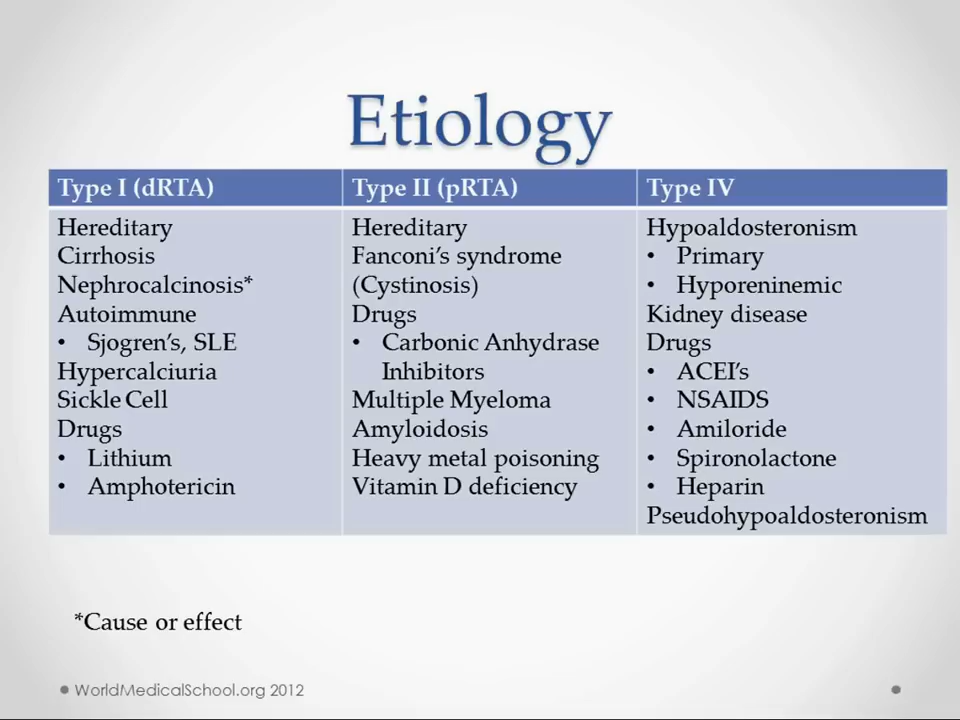 Etiology
Type I (dRTA)
Hereditary
Cirrhosis
Nephrocalcinosis*
Autoimmune
• Sjogren's, SLE
Hypercalciuria
Sickle Cell
Drugs
• Lithium
• Amphotericin
Type II (pRTA)
Hereditary
Fanconi's syndrome
(Cystinosis)
Drugs
• Carbonic Anhydrase
Inhibitors
Multiple Myeloma
Amyloidosis
Heavy metal poisoning
Vitamin D deficiency
Type IV
Hypoaldosteronism
• Primary
• Hyporeninemic
Kidney disease
Drugs
• ACEI's
• NSAIDS
• Amiloride
• Spironolactone
• Heparin
Pseudohypoaldosteronism
*Cause or effect
WorldMedicalSchool.org 2012